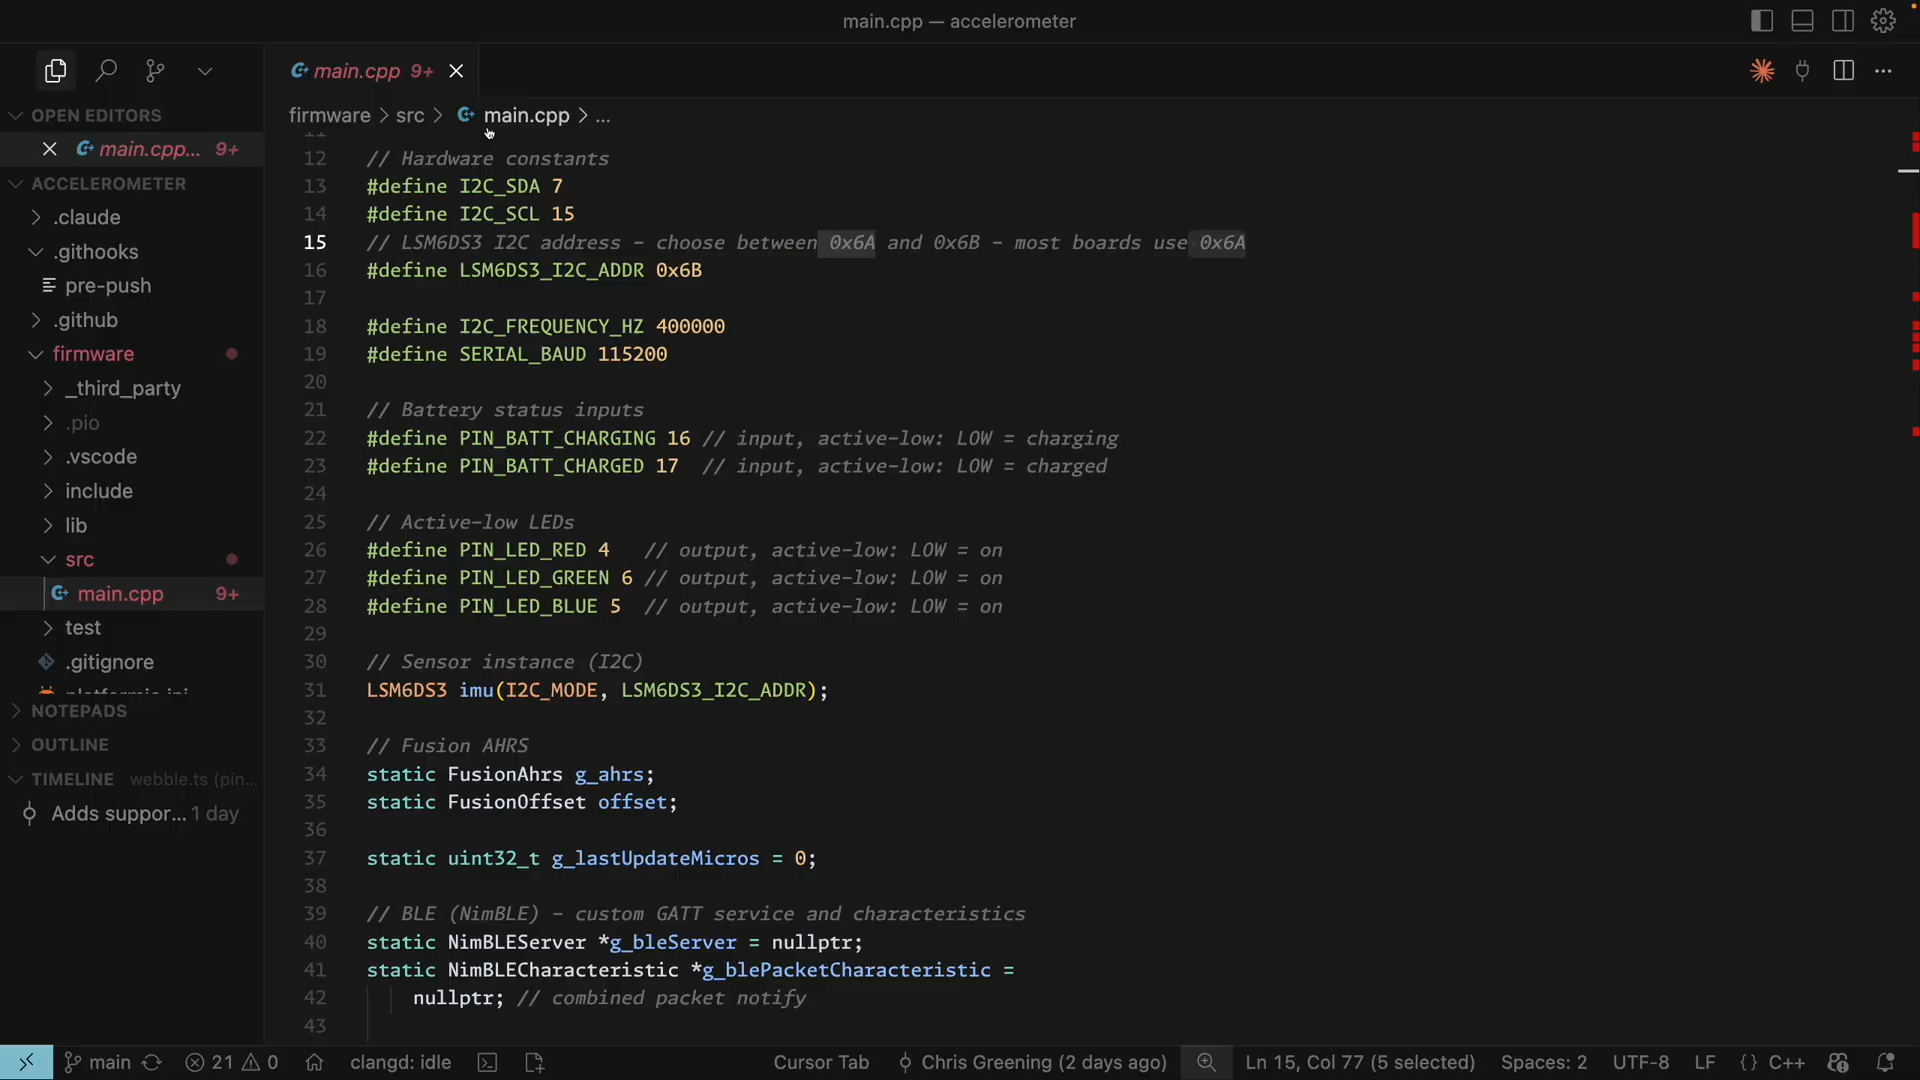 main.cpp — accelerometer
main.cpp 9+
OPEN EDITORS
main.cpp... 9+
ACCELEROMETER
.claude
.githooks
pre-push
.github
firmware
_third_party
.pio
.vscode
include
lib
src
main.cpp 9+
test
.gitignore
platformio.ini
NOTEPADS
OUTLINE
TIMELINE webble.ts (pin...
Adds suppor... 1 day
firmware > src > main.cpp > ...
11
12 // Hardware constants
13 #define I2C_SDA 7
14 #define I2C_SCL 15
15 // LSM6DS3 I2C address - choose between 0x6A and 0x6B - most boards use 0x6A
16 #define LSM6DS3_I2C_ADDR 0x6B
17
18 #define I2C_FREQUENCY_HZ 400000
19 #define SERIAL_BAUD 115200
20
21 // Battery status inputs
22 #define PIN_BATT_CHARGING 16 // input, active-low: LOW = charging
23 #define PIN_BATT_CHARGED 17 // input, active-low: LOW = charged
24
25 // Active-low LEDs
26 #define PIN_LED_RED 4 // output, active-low: LOW = on
27 #define PIN_LED_GREEN 6 // output, active-low: LOW = on
28 #define PIN_LED_BLUE 5 // output, active-low: LOW = on
29
30 // Sensor instance (I2C)
31 LSM6DS3 imu(I2C_MODE, LSM6DS3_I2C_ADDR);
32
33 // Fusion AHRS
34 static FusionAhrs g_ahrs;
35 static FusionOffset offset;
36
37 static uint32_t g_lastUpdateMicros = 0;
38
39 // BLE (NimBLE) - custom GATT service and characteristics
40 static NimBLEServer *g_bleServer = nullptr;
41 static NimBLECharacteristic *g_blePacketCharacteristic =
42 nullptr; // combined packet notify
43
main 21 0 clangd: idle Cursor Tab Chris Greening (2 days ago) Ln 15, Col 77 (5 selected) Spaces: 2 UTF-8 LF {} C++